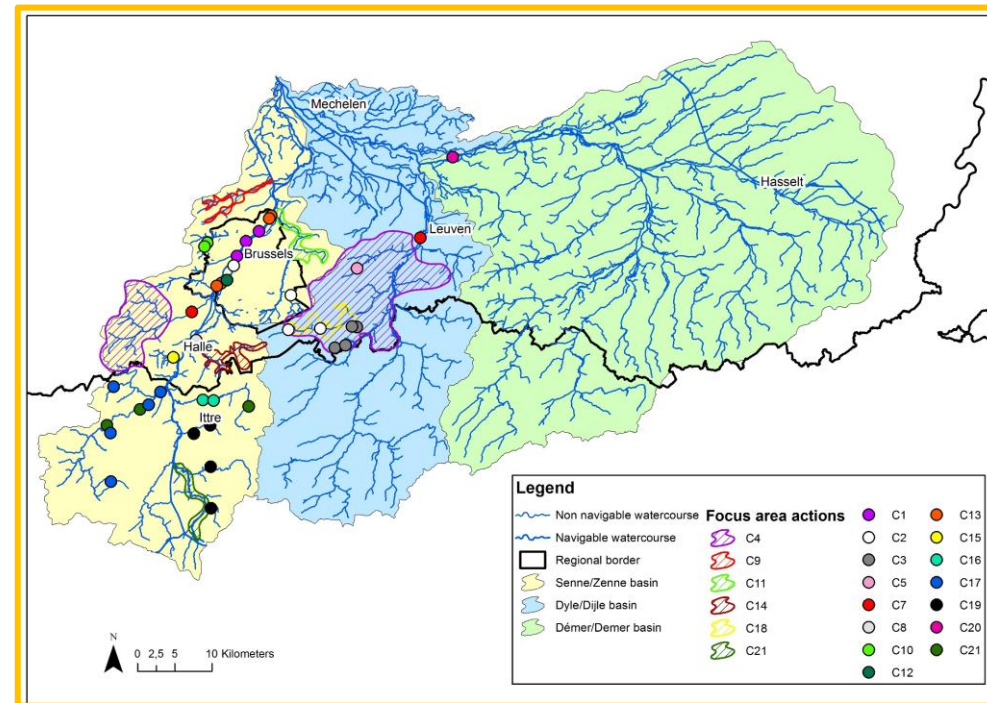 Mechelen
Hasselt
Leuven
Brussels
Halle
Ittre
N
0 2,5 5 10 Kilometers
Legend
Non navigable watercourse
Navigable watercourse
Regional border
Senne/Zenne basin
Dyle/Dijle basin
Démer/Demer basin
Focus area actions
C4
C9
C11
C14
C18
C21
C1
C2
C3
C5
C7
C8
C10
C12
C13
C15
C16
C17
C19
C20
C21